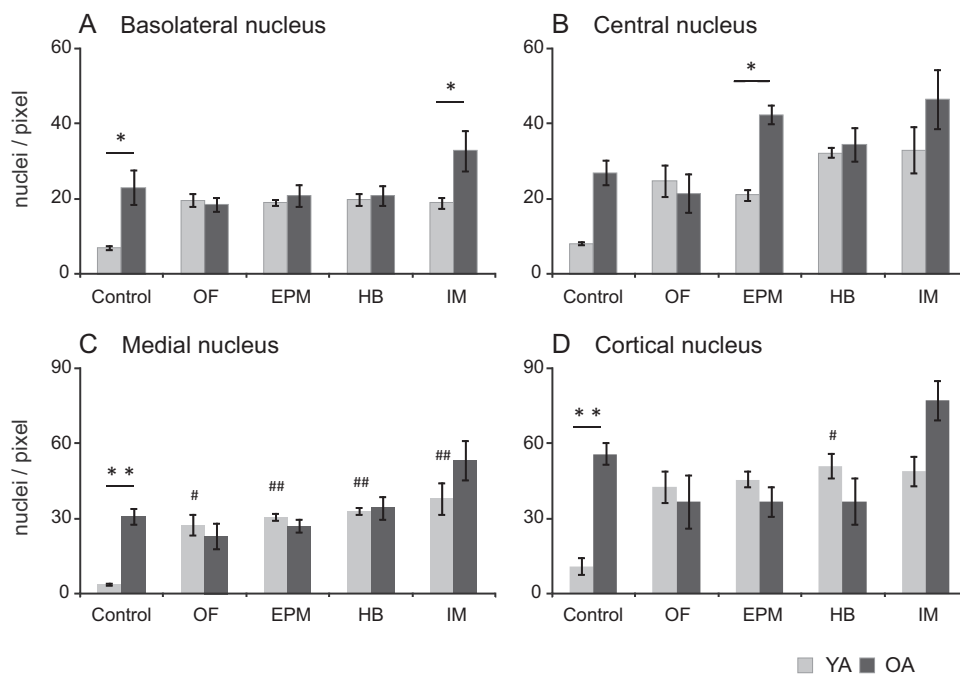 A Basolateral nucleus
60
40
20
0
nuclei / pixel
*
*
Control OF EPM HB IM
B Central nucleus
60
40
20
0
*
Control OF EPM HB IM
C Medial nucleus
90
60
30
0
nuclei / pixel
**
# ## ## ##
Control OF EPM HB IM
D Cortical nucleus
90
60
30
0
**
#
Control OF EPM HB IM
YA OA